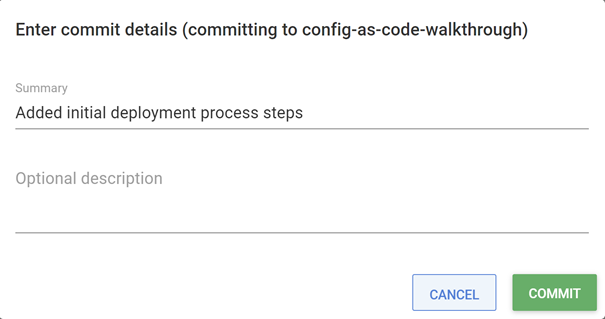 Enter commit details (committing to config-as-code-walkthrough)
Summary
Added initial deployment process steps
Optional description
CANCEL COMMIT